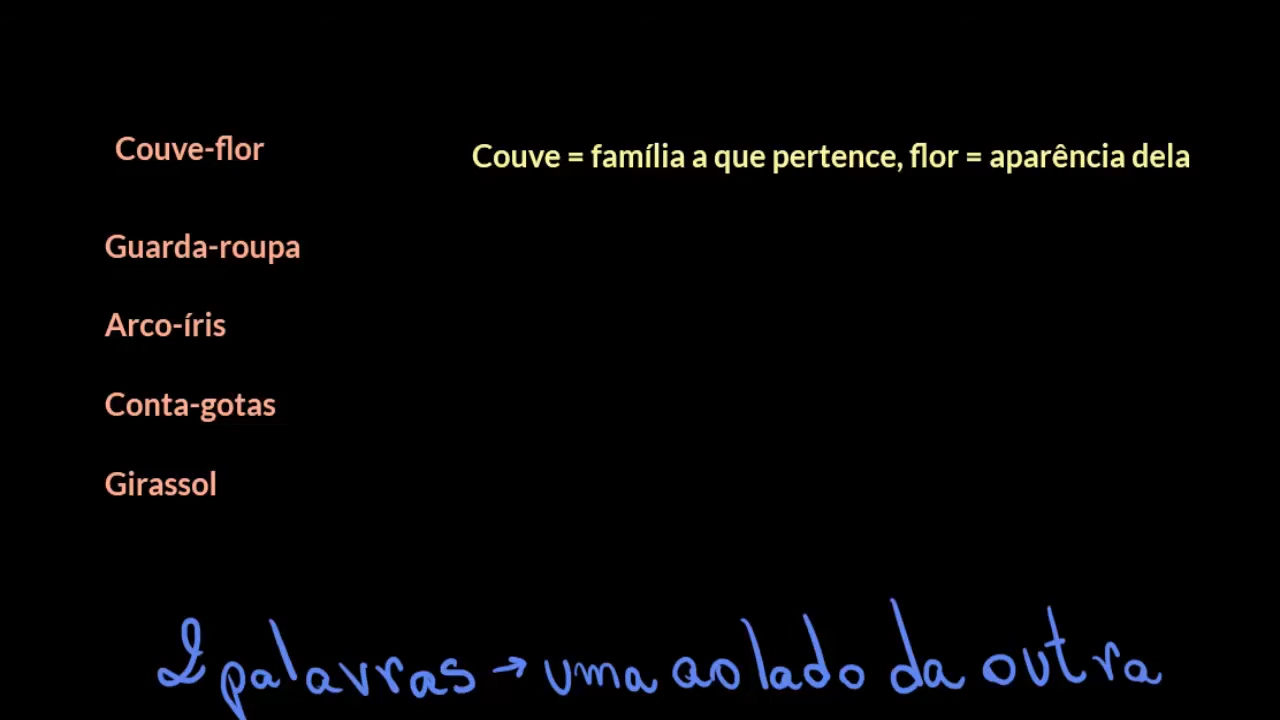 Couve-flor
Couve = família a que pertence, flor = aparência dela
Guarda-roupa
Arco-íris
Conta-gotas
Girassol
2 palavras → uma ao lado da outra